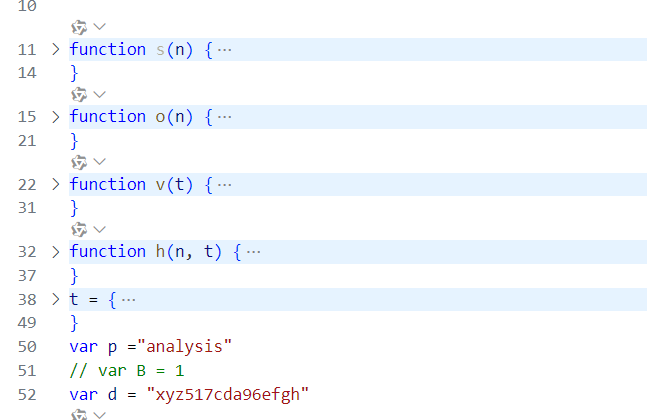 10
11 function s(n) { ···
14 }
15 function o(n) { ···
21 }
22 function v(t) { ···
31 }
32 function h(n, t) { ···
37 }
38 t = { ···
49 }
50 var p ="analysis"
51 // var B = 1
52 var d = "xyz517cda96efgh"